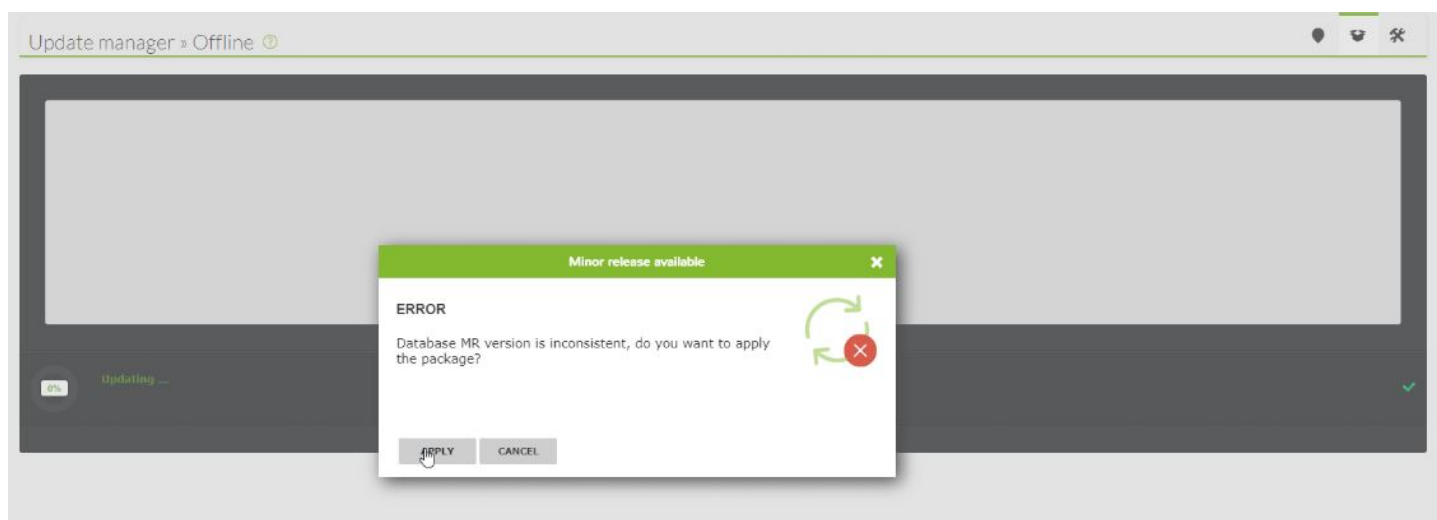 Update manager » Offline
Minor release available
ERROR
Database MR version is inconsistent, do you want to apply
the package?
0%
Updating ...
APPLY
CANCEL